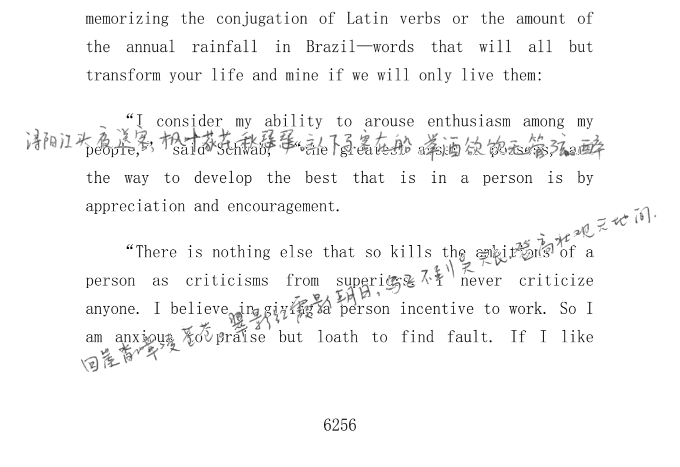 memorizing the conjugation of Latin verbs or the amount of
the annual rainfall in Brazil—words that will all but
transform your life and mine if we will only live them:
“I consider my ability to arouse enthusiasm among my
浔阳江头夜送客,枫叶荻花秋瑟瑟,主人下马客在船 举酒欲饮无管弦 醉
people,” said Schwab, “the greatest asset I possess, and
the way to develop the best that is in a person is by
appreciation and encouragement.
“There is nothing else that so kills the ambitions of a
person as criticisms from superiors. I never criticize
anyone. I believe in giving a person incentive to work. So I
am anxious to praise but loath to find fault. If I like
回崖沓嶂凌苍苍。翠影红霞影朝日,鸟飞不到吴天长。登高壮观天地间.
6256